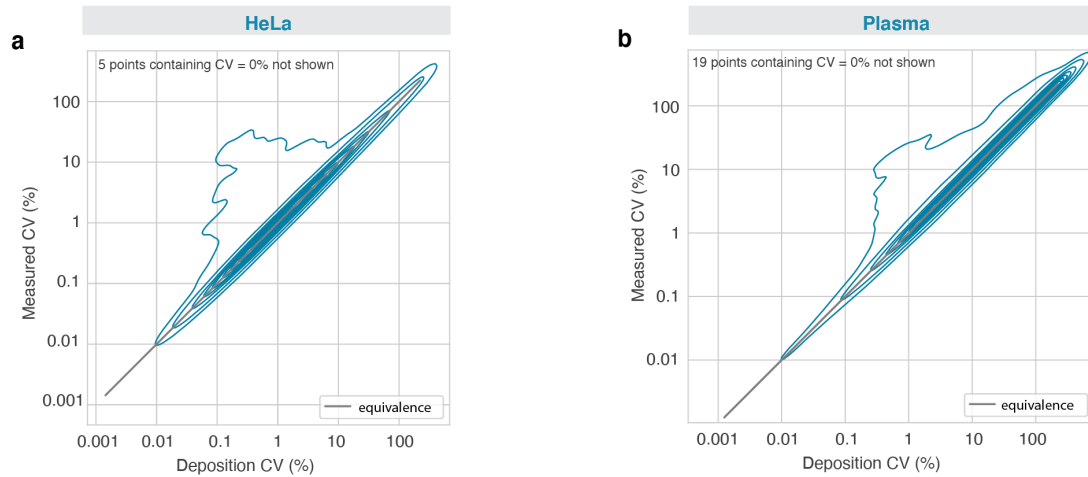 HeLa
Plasma
a
b
5 points containing CV = 0% not shown
19 points containing CV = 0% not shown
Measured CV (%)
100
10
1
0.1
0.01
0.001
equivalence
0.001 0.01 0.1 1 10 100
Deposition CV (%)
Measured CV (%)
100
10
1
0.1
0.01
equivalence
0.001 0.01 0.1 1 10 100
Deposition CV (%)